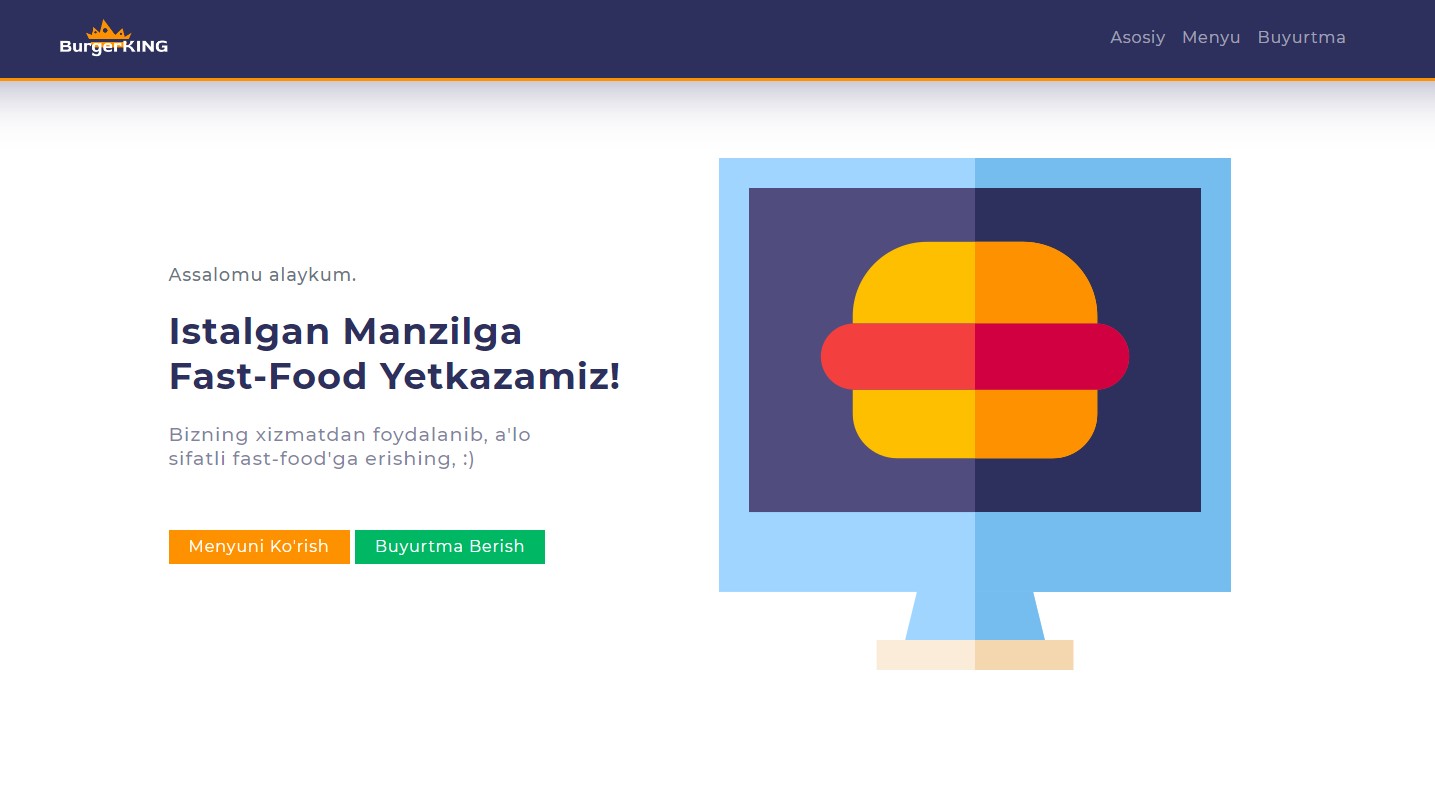 BurgerKING
Asosiy Menyu Buyurtma
Assalomu alaykum.
Istalgan Manzilga
Fast-Food Yetkazamiz!
Bizning xizmatdan foydalanib, a'lo
sifatli fast-food'ga erishing, :)
Menyuni Ko'rish Buyurtma Berish